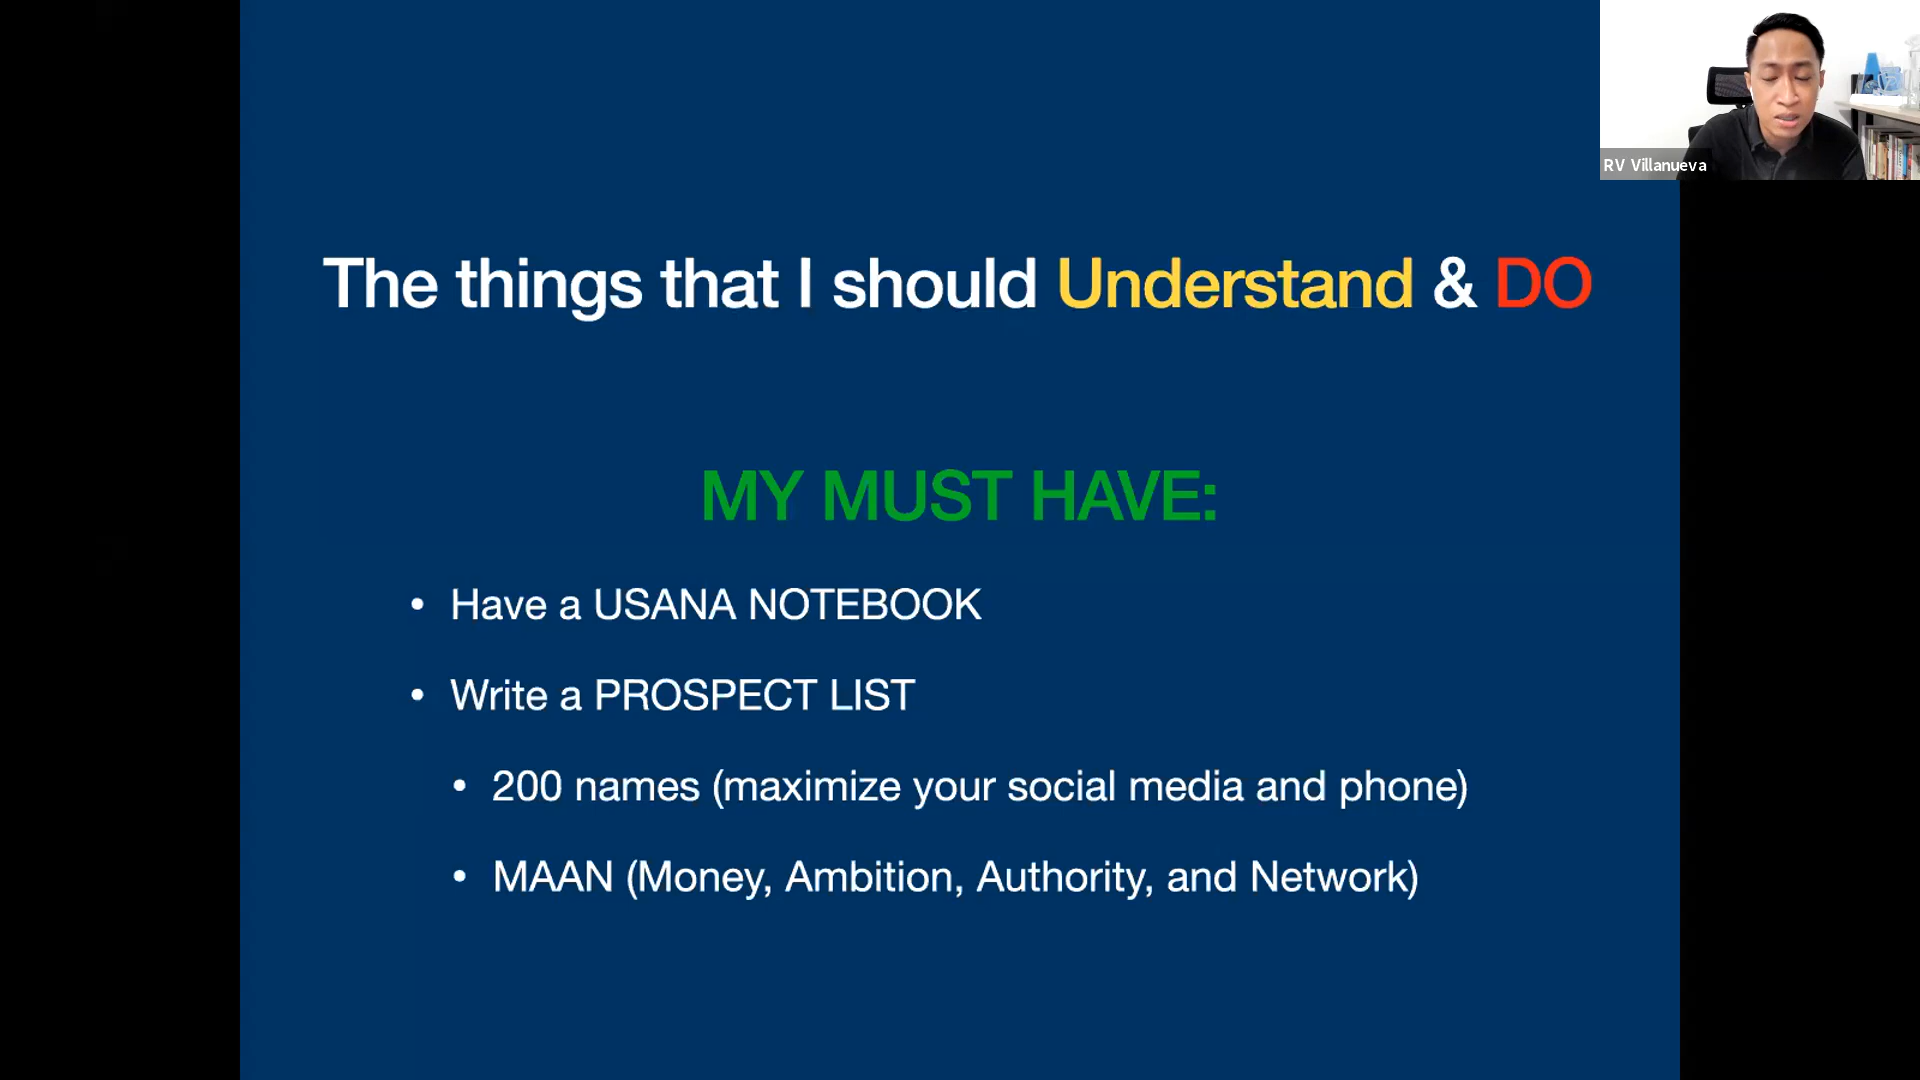 RV Villanueva
The things that I should Understand & DO
MY MUST HAVE:
• Have a USANA NOTEBOOK
• Write a PROSPECT LIST
• 200 names (maximize your social media and phone)
• MAAN (Money, Ambition, Authority, and Network)